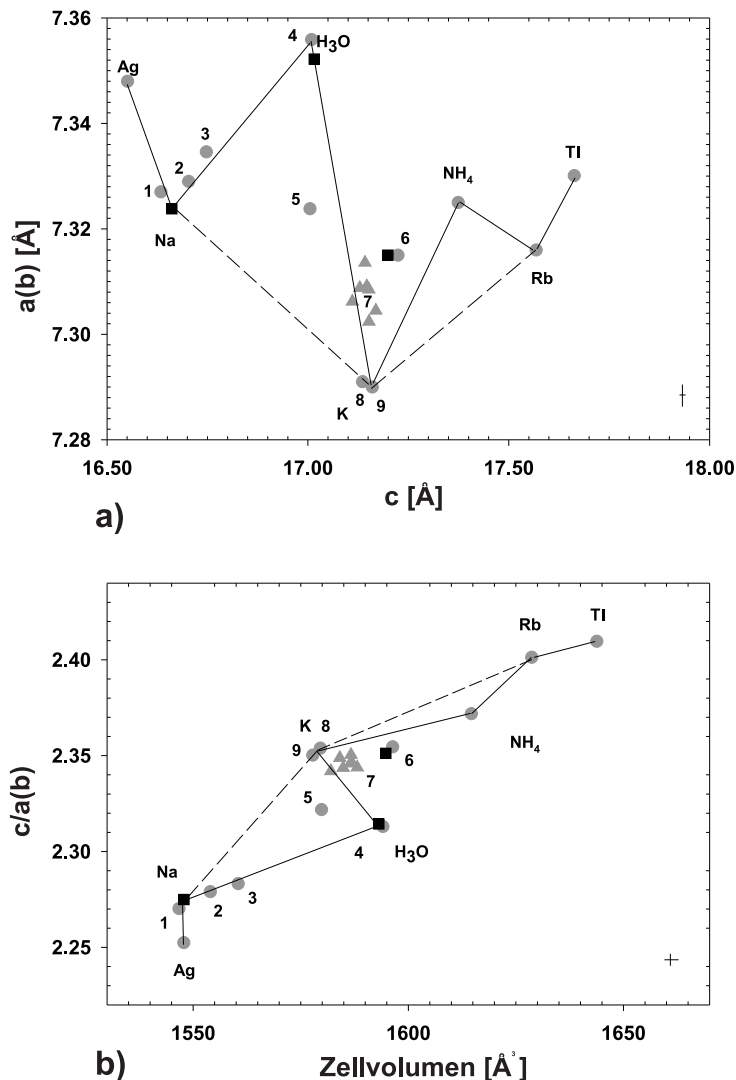 7.36
4
H3O
Ag
7.34
3
2
1
NH4
Tl
5
7.32
Na
6
Rb
a(b) [Å]
7.30
7
8
K
9
7.28
16.50 17.00 17.50 18.00
c [Å]
a)
Tl
Rb
2.40
K 8
9
NH4
6
2.35
7
5
c/a(b)
4
H3O
2.30
Na
3
2
1
2.25
Ag
1550 1600 1650
b)
Zellvolumen [Å³]